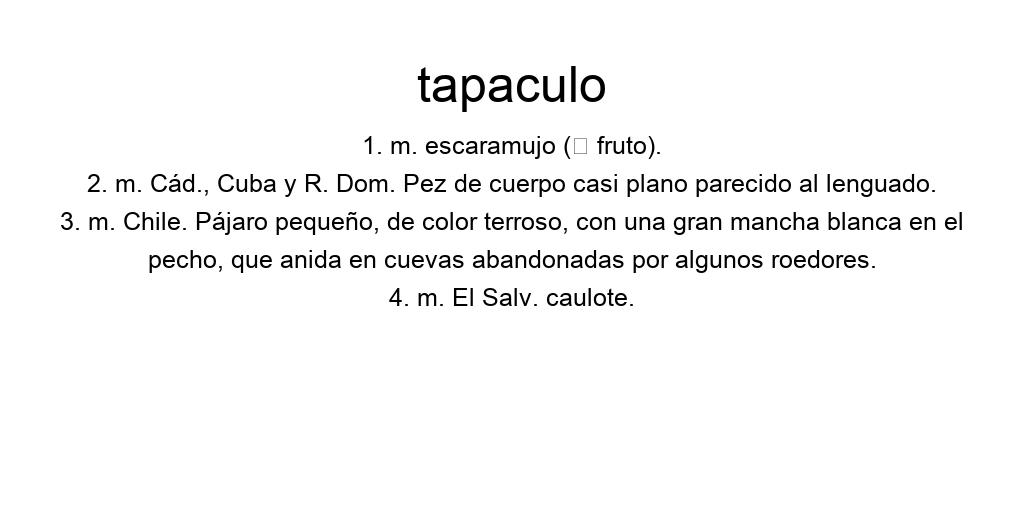 tapaculo
1. m. escaramujo (□ fruto).
2. m. Cád., Cuba y R. Dom. Pez de cuerpo casi plano parecido al lenguado.
3. m. Chile. Pájaro pequeño, de color terroso, con una gran mancha blanca en el
pecho, que anida en cuevas abandonadas por algunos roedores.
4. m. El Salv. caulote.